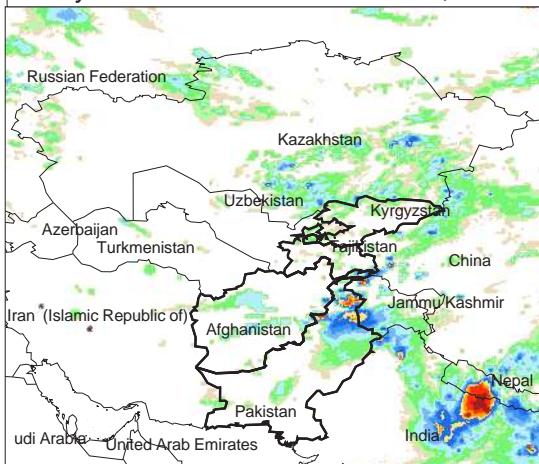 Russian Federation
Kazakhstan
Uzbekistan
Kyrgyzstan
Azerbaijan
Turkmenistan
Tajikistan
China
Iran (Islamic Republic of)
Jammu Kashmir
Afghanistan
Nepal
Pakistan
India
udi Arabia
United Arab Emirates